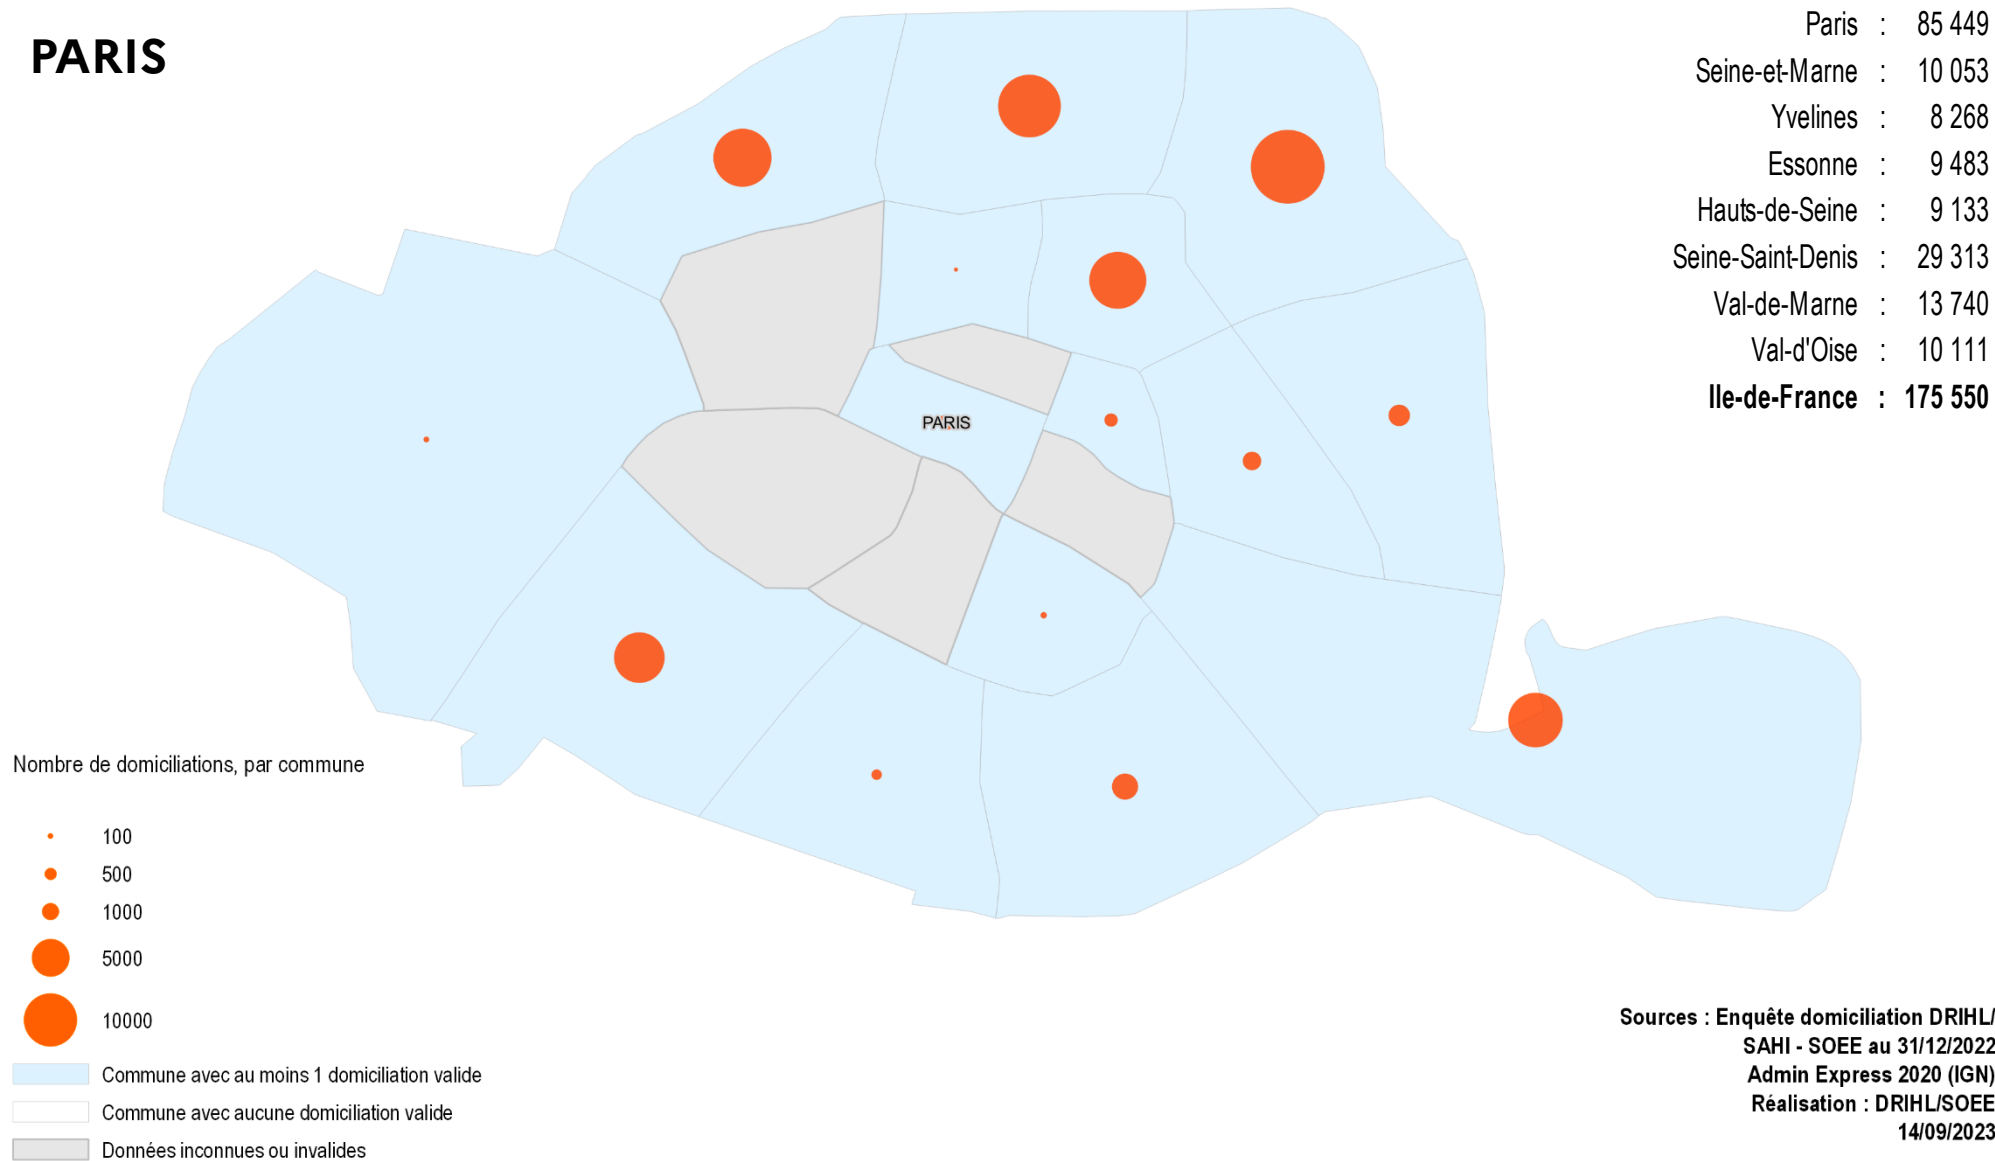 PARIS
Paris : 85 449
Seine-et-Marne : 10 053
Yvelines : 8 268
Essonne : 9 483
Hauts-de-Seine : 9 133
Seine-Saint-Denis : 29 313
Val-de-Marne : 13 740
Val-d'Oise : 10 111
Ile-de-France : 175 550
PARIS
Nombre de domiciliations, par commune
100
500
1000
5000
10000
Commune avec au moins 1 domiciliation valide
Commune avec aucune domiciliation valide
Données inconnues ou invalides
Sources : Enquête domiciliation DRIHL/
SAHI - SOEE au 31/12/2022
Admin Express 2020 (IGN)
Réalisation : DRIHL/SOEE
14/09/2023